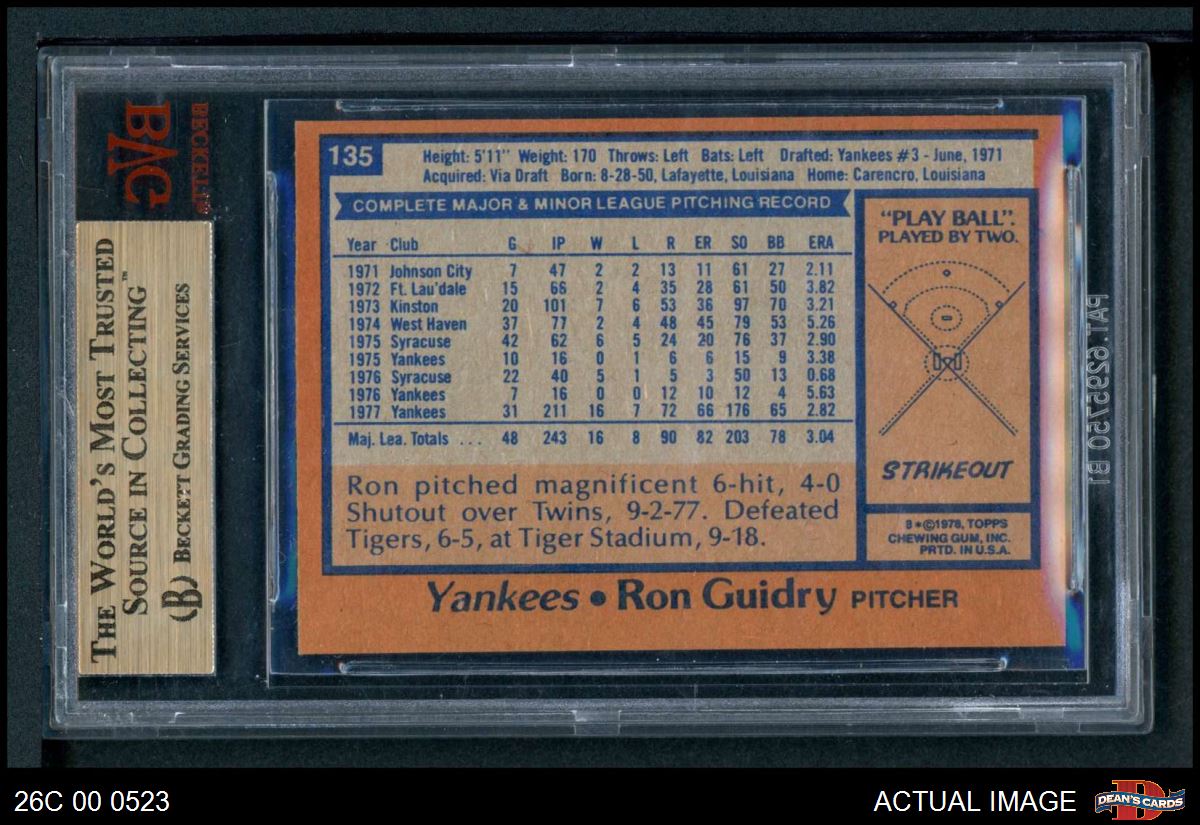 BECKETT
BVG
THE WORLD'S MOST TRUSTED
SOURCE IN COLLECTING™
B BECKETT GRADING SERVICES
135
Height: 5'11" Weight: 170 Throws: Left Bats: Left Drafted: Yankees #3 - June, 1971
Acquired: Via Draft Born: 8-28-50, Lafayette, Louisiana Home: Carencro, Louisiana
COMPLETE MAJOR & MINOR LEAGUE PITCHING RECORD
Year Club G IP W L R ER SO BB ERA
1971 Johnson City 7 47 2 2 13 11 61 27 2.11
1972 Ft. Lau'dale 15 66 2 4 35 28 61 50 3.82
1973 Kinston 20 101 7 6 53 36 97 70 3.21
1974 West Haven 37 77 2 4 48 45 79 53 5.26
1975 Syracuse 42 62 6 5 24 20 76 37 2.90
1975 Yankees 10 16 0 1 6 6 15 9 3.38
1976 Syracuse 22 40 5 1 5 3 50 13 0.68
1976 Yankees 7 16 0 0 12 10 12 4 5.63
1977 Yankees 31 211 16 7 72 66 176 65 2.82
Maj. Lea. Totals ... 48 243 16 8 90 82 203 78 3.04
Ron pitched magnificent 6-hit, 4-0
Shutout over Twins, 9-2-77. Defeated
Tigers, 6-5, at Tiger Stadium, 9-18.
"PLAY BALL".
PLAYED BY TWO.
STRIKEOUT
B*©1978, TOPPS
CHEWING GUM, INC.
PRTD. IN U.S.A.
Yankees • Ron Guidry PITCHER
PAT. 6295750 B1
26C 00 0523
ACTUAL IMAGE
DEAN'S CARDS